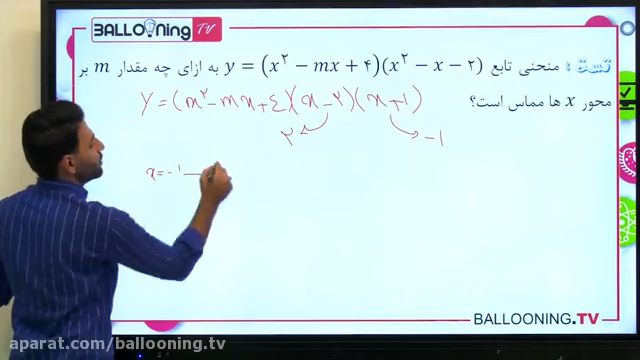 BALLOONing TV
تست : منحنی تابع y = (x² − mx + ۴)(x² − x − ۲) به ازای چه مقدار m بر
محور x ها مماس است؟
y = (x² − mx + ٤)(x − ۲)(x + ۱)
۲
−۱
x = −۱
BALLOONING.TV
aparat.com/ballooning.tv